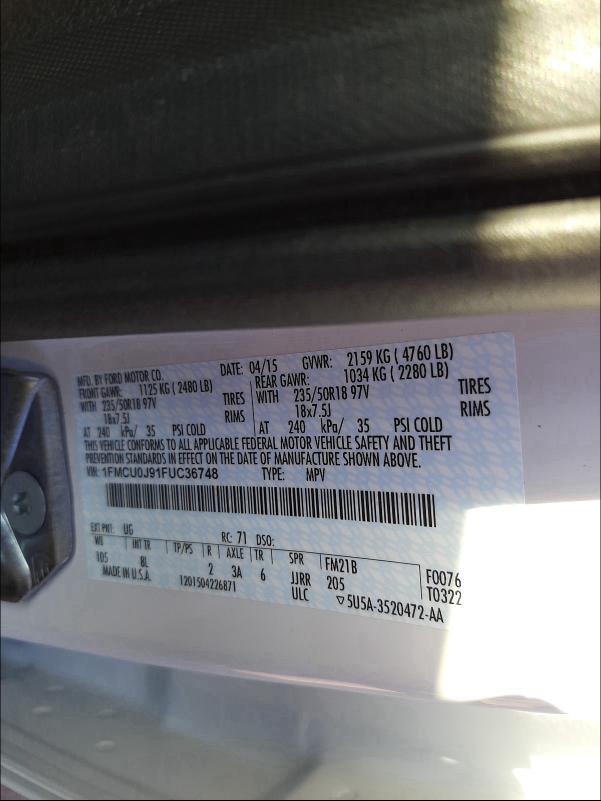 MFD. BY FORD MOTOR CO. DATE: 04/15 GVWR: 2159 KG ( 4760 LB)
FRONT GAWR: 1125 KG ( 2480 LB) REAR GAWR: 1034 KG ( 2280 LB)
WITH 235/50R18 97V TIRES WITH 235/50R18 97V TIRES
18x7.5J RIMS 18x7.5J RIMS
AT 240 kPa/ 35 PSI COLD AT 240 kPa/ 35 PSI COLD
THIS VEHICLE CONFORMS TO ALL APPLICABLE FEDERAL MOTOR VEHICLE SAFETY AND THEFT
PREVENTION STANDARDS IN EFFECT ON THE DATE OF MANUFACTURE SHOWN ABOVE.
VIN: 1FMCU0J91FUC36748 TYPE: MPV
EXT PNT: UG RC: 71 DSO:
WB INT TR TP/PS R AXLE TR SPR FM21B F0076
105 BL 2 3A 6 JJRR 205 T0322
MADE IN U.S.A. 1201504226871 ULC ▽5U5A-3520472-AA